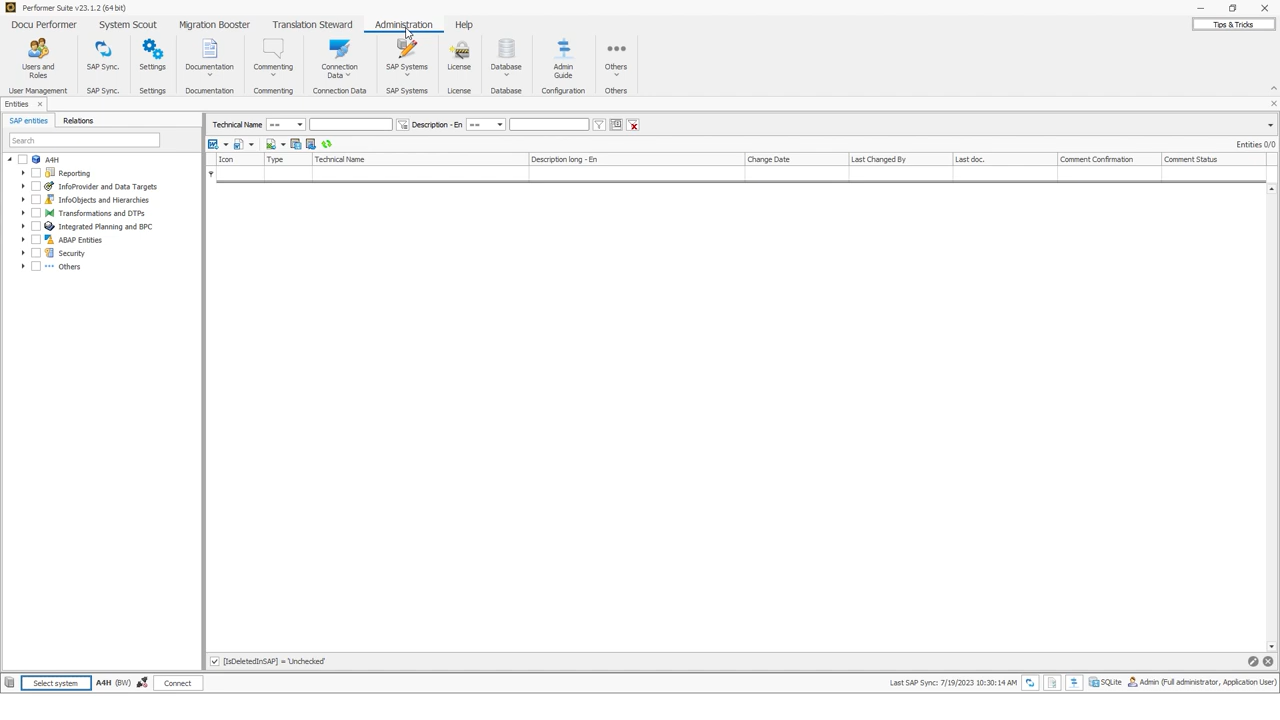 Performer Suite v23.1.2 (64 bit)
Docu Performer System Scout Migration Booster Translation Steward Administration Help Tips & Tricks
Users and Roles SAP Sync. Settings Documentation Commenting Connection Data SAP Systems License Database Admin Guide Others
User Management SAP Sync. Settings Documentation Commenting Connection Data SAP Systems License Database Configuration Others
Entities
SAP entities Relations
Technical Name == Description - En ==
Search
Entities 0/0
Icon Type Technical Name Description long - En Change Date Last Changed By Last doc. Comment Confirmation Comment Status
A4H
Reporting
InfoProvider and Data Targets
InfoObjects and Hierarchies
Transformations and DTPs
Integrated Planning and BPC
ABAP Entities
Security
Others
[IsDeletedInSAP] = 'Unchecked'
Select system A4H (BW) Connect Last SAP Sync: 7/19/2023 10:30:14 AM SQLite Admin (Full administrator, Application User)